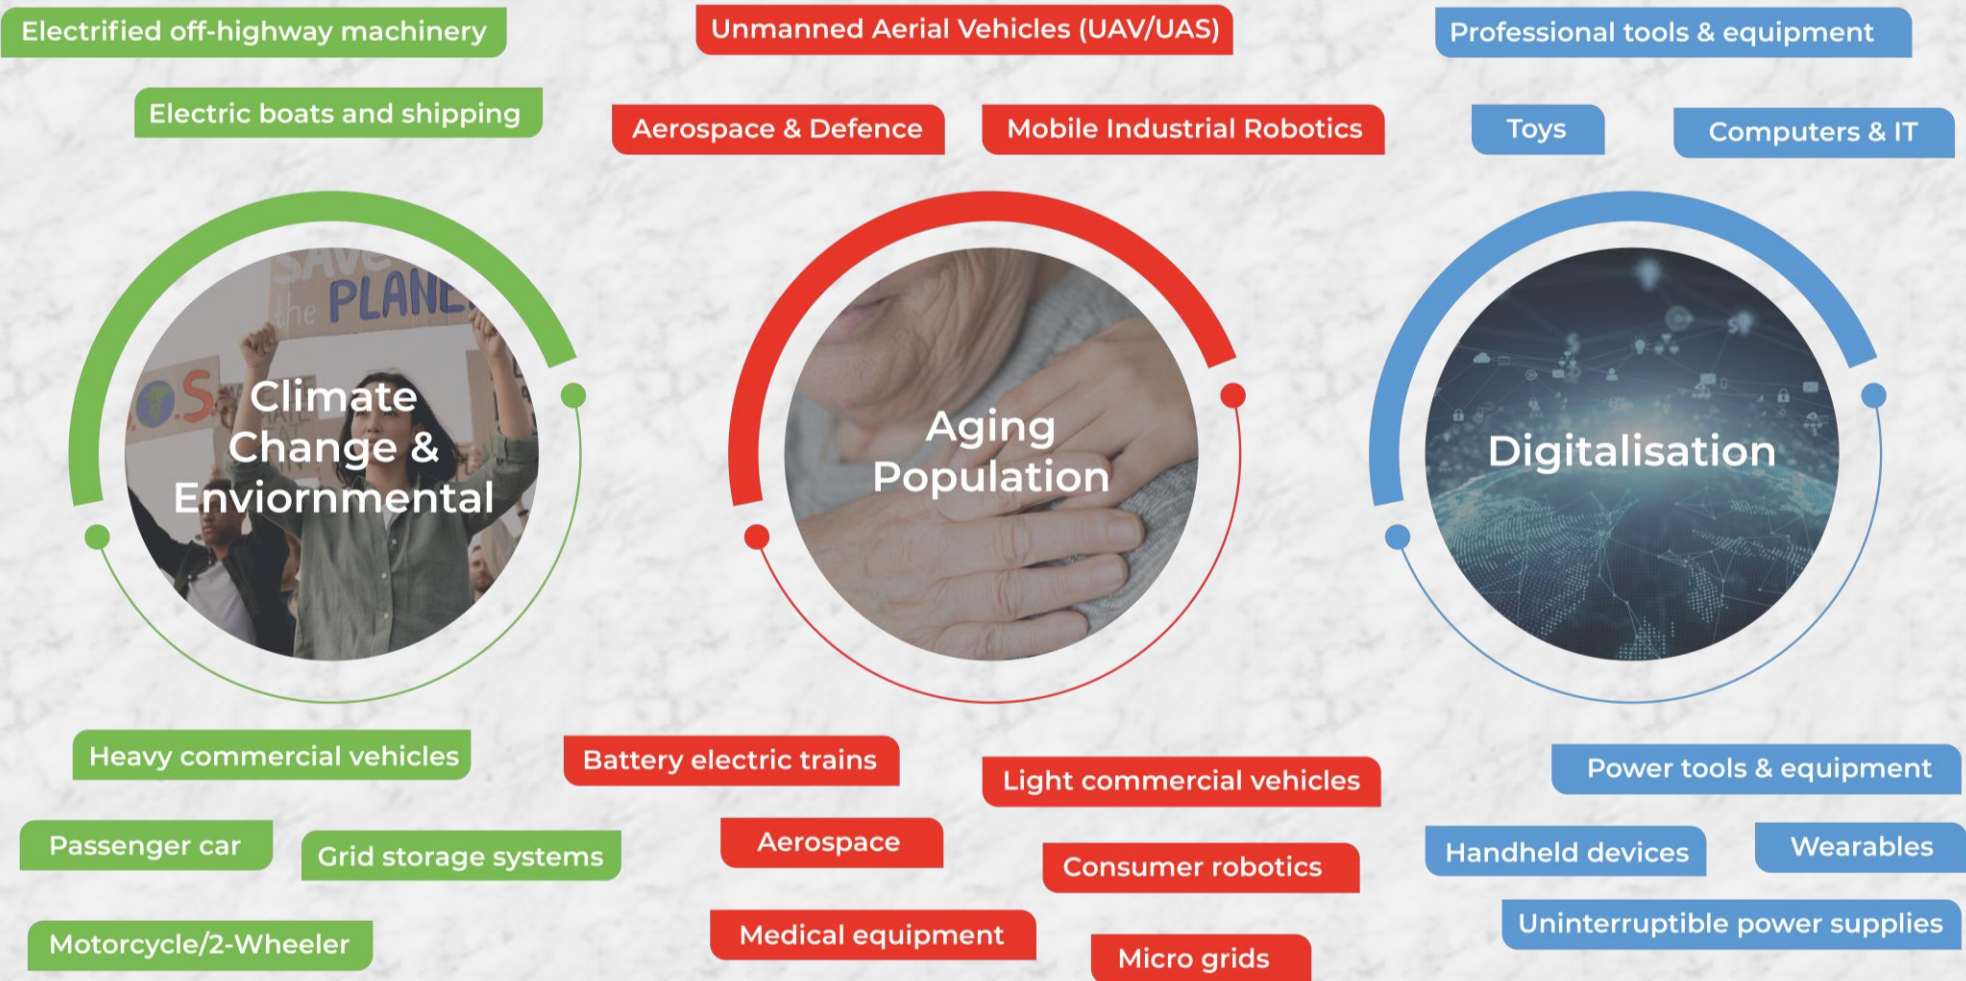 Electrified off-highway machinery
Electric boats and shipping
SAVE
the PLANE
S.
Climate
Change &
Enviornmental
Heavy commercial vehicles
Passenger car
Grid storage systems
Motorcycle/2-Wheeler
Unmanned Aerial Vehicles (UAV/UAS)
Aerospace & Defence
Mobile Industrial Robotics
Aging
Population
Battery electric trains
Light commercial vehicles
Aerospace
Consumer robotics
Medical equipment
Micro grids
Professional tools & equipment
Toys
Computers & IT
Digitalisation
Power tools & equipment
Handheld devices
Wearables
Uninterruptible power supplies